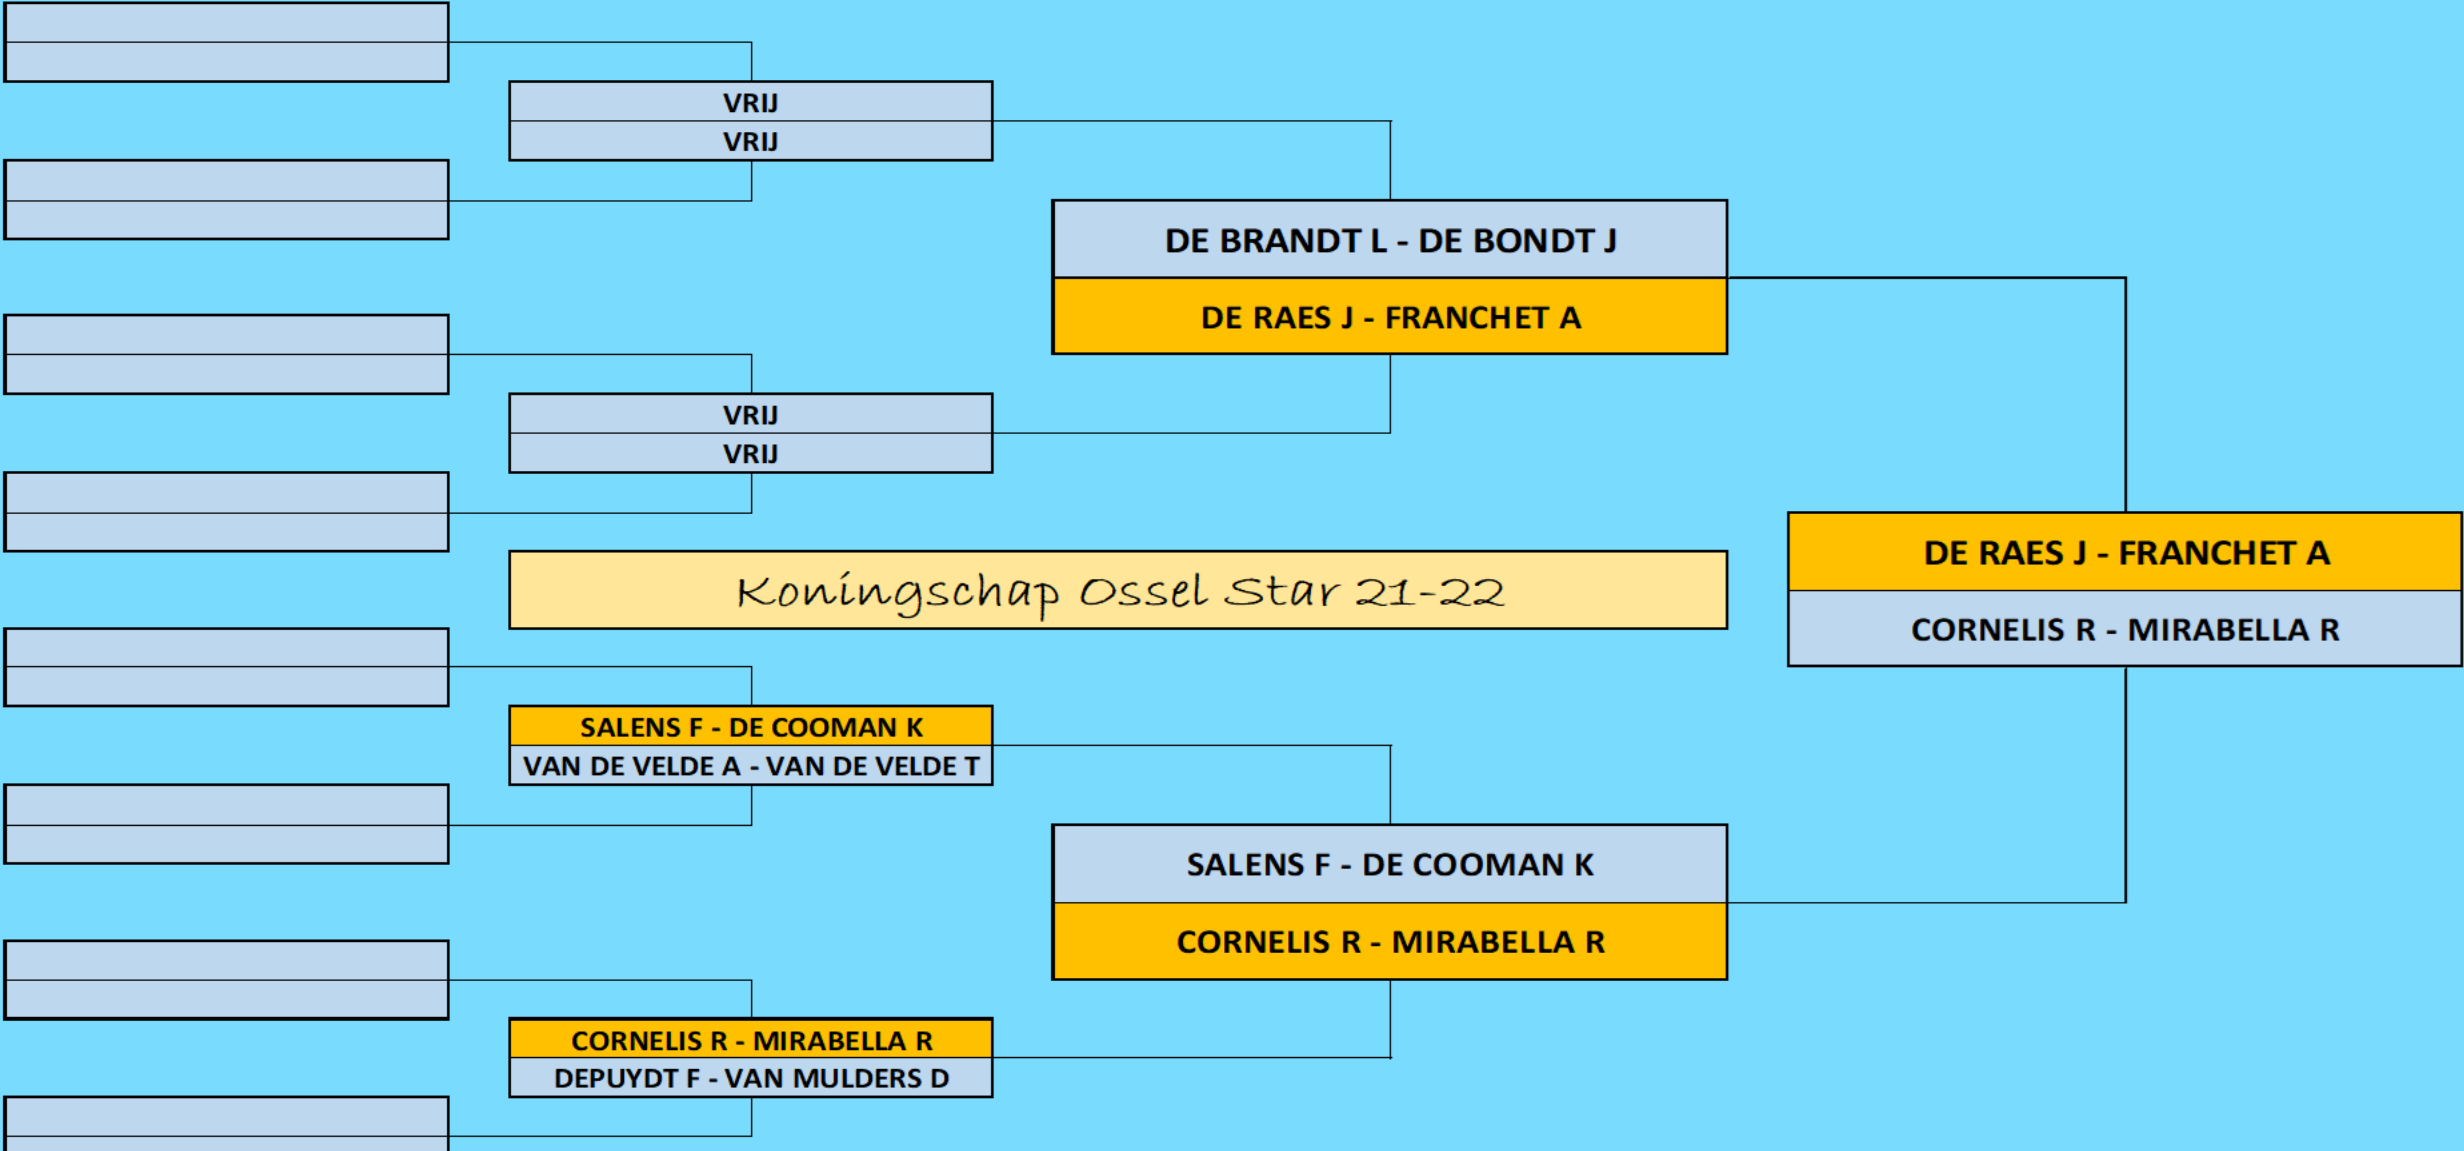 VRIJ
VRIJ
DE BRANDT L - DE BONDT J
DE RAES J - FRANCHET A
VRIJ
VRIJ
Koningschap Ossel Star 21-22
DE RAES J - FRANCHET A
CORNELIS R - MIRABELLA R
SALENS F - DE COOMAN K
VAN DE VELDE A - VAN DE VELDE T
SALENS F - DE COOMAN K
CORNELIS R - MIRABELLA R
CORNELIS R - MIRABELLA R
DEPUYDT F - VAN MULDERS D